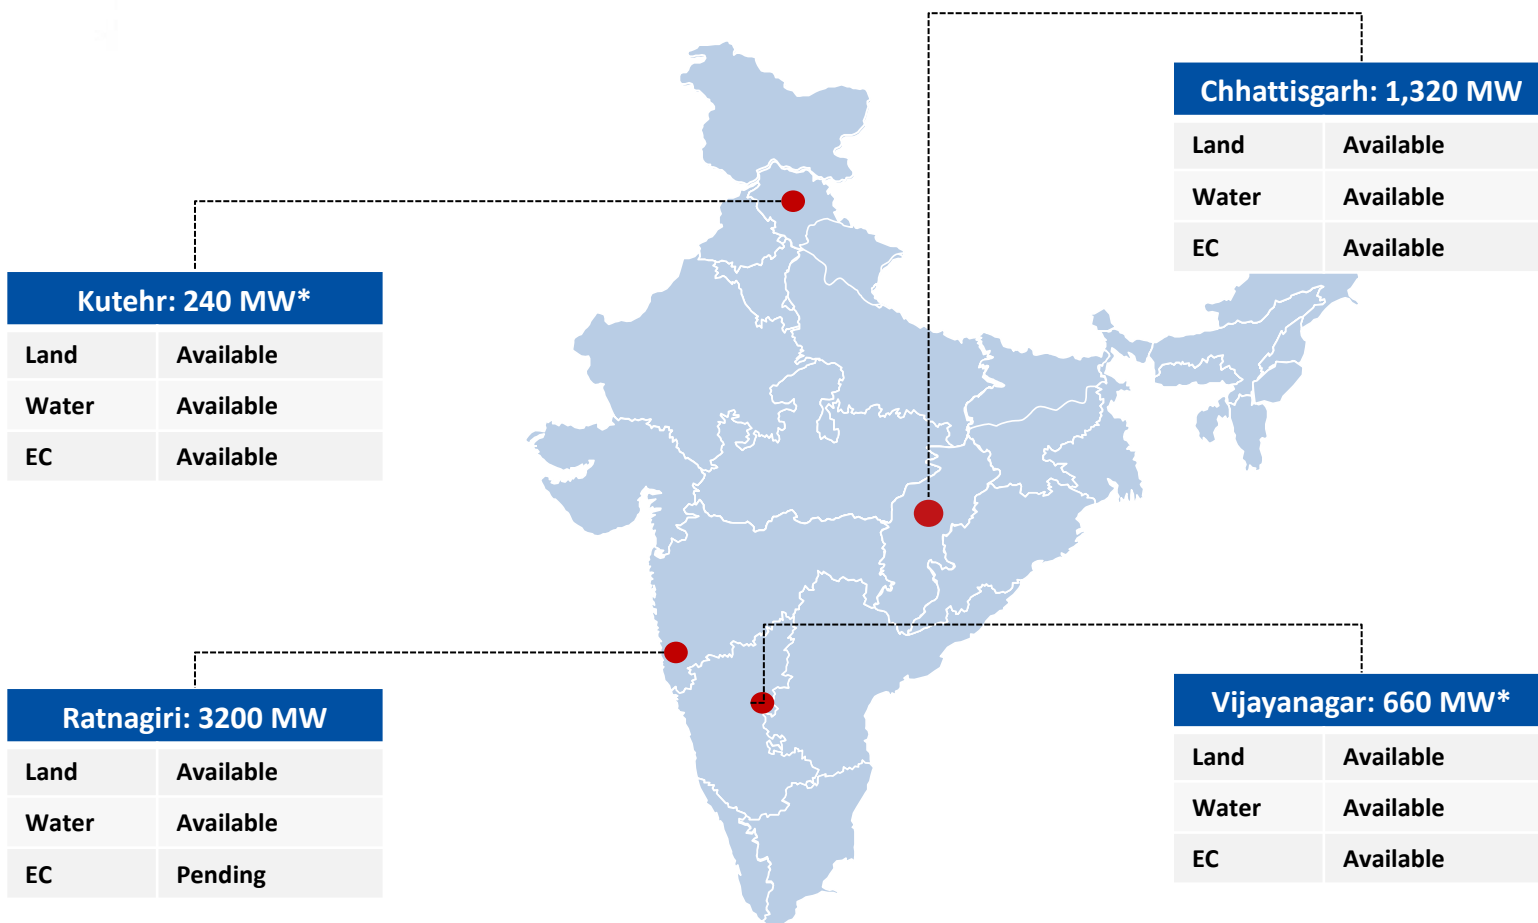 Chhattisgarh: 1,320 MW
Land Available
Water Available
EC Available
Kutehr: 240 MW*
Land Available
Water Available
EC Available
Ratnagiri: 3200 MW
Land Available
Water Available
EC Pending
Vijayanagar: 660 MW*
Land Available
Water Available
EC Available